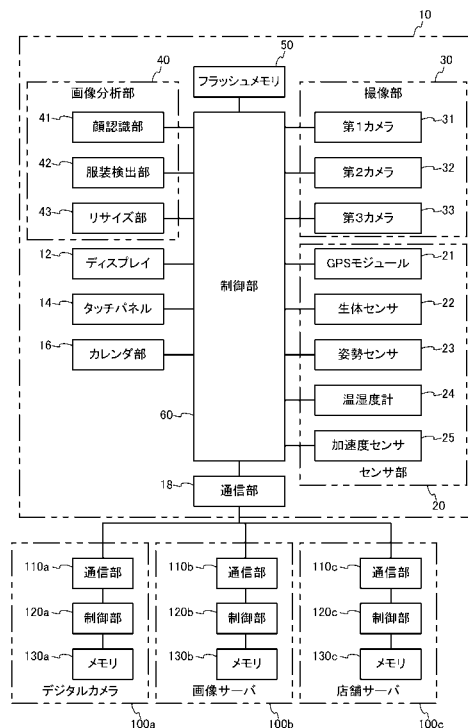 10
50
フラッシュメモリ
40
画像分析部
30
撮像部
41
顔認識部
第1カメラ
31
42
服装検出部
第2カメラ
32
43
リサイズ部
第3カメラ
33
12
ディスプレイ
制御部
GPSモジュール
21
14
タッチパネル
生体センサ
22
16
カレンダ部
姿勢センサ
23
60
温湿度計
24
加速度センサ
25
センサ部
18
通信部
20
110a
通信部
110b
通信部
110c
通信部
120a
制御部
120b
制御部
120c
制御部
130a
メモリ
130b
メモリ
130c
メモリ
デジタルカメラ
画像サーバ
店舗サーバ
100a
100b
100c